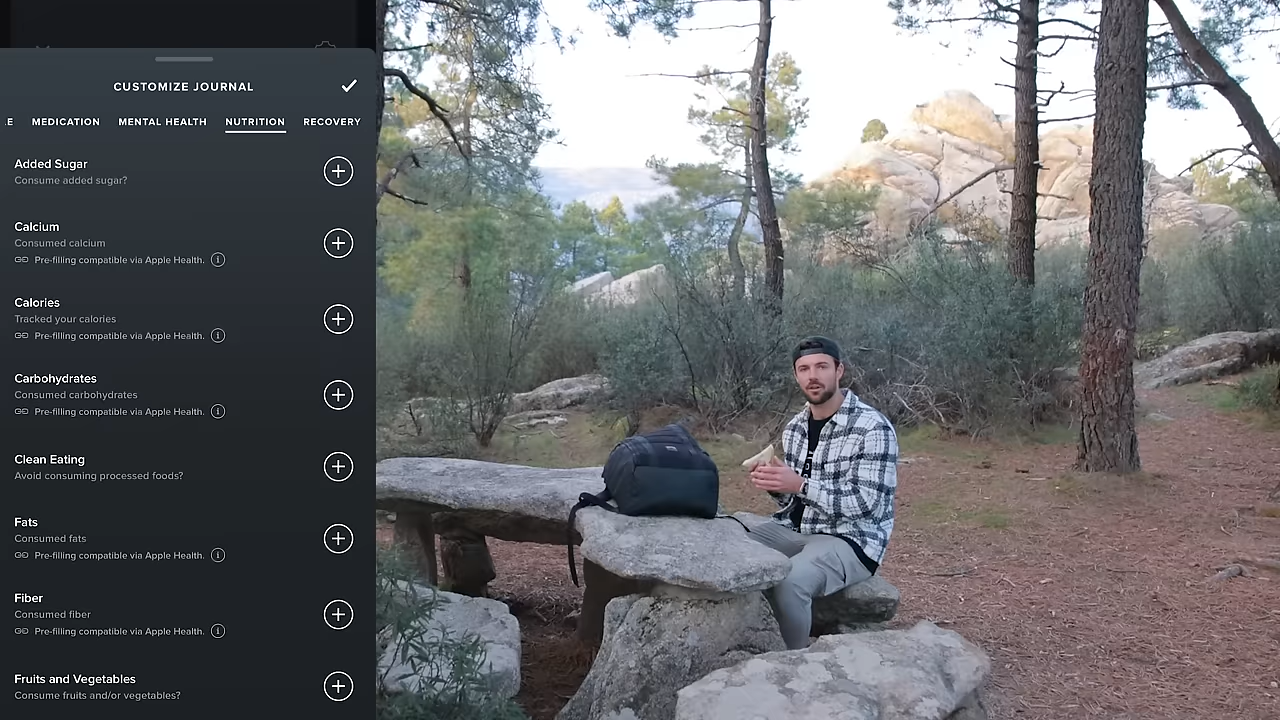 CUSTOMIZE JOURNAL
E MEDICATION MENTAL HEALTH NUTRITION RECOVERY
Added Sugar
Consume added sugar?
Calcium
Consumed calcium
Pre-filling compatible via Apple Health.
Calories
Tracked your calories
Pre-filling compatible via Apple Health.
Carbohydrates
Consumed carbohydrates
Pre-filling compatible via Apple Health.
Clean Eating
Avoid consuming processed foods?
Fats
Consumed fats
Pre-filling compatible via Apple Health.
Fiber
Consumed fiber
Pre-filling compatible via Apple Health.
Fruits and Vegetables
Consume fruits and/or vegetables?